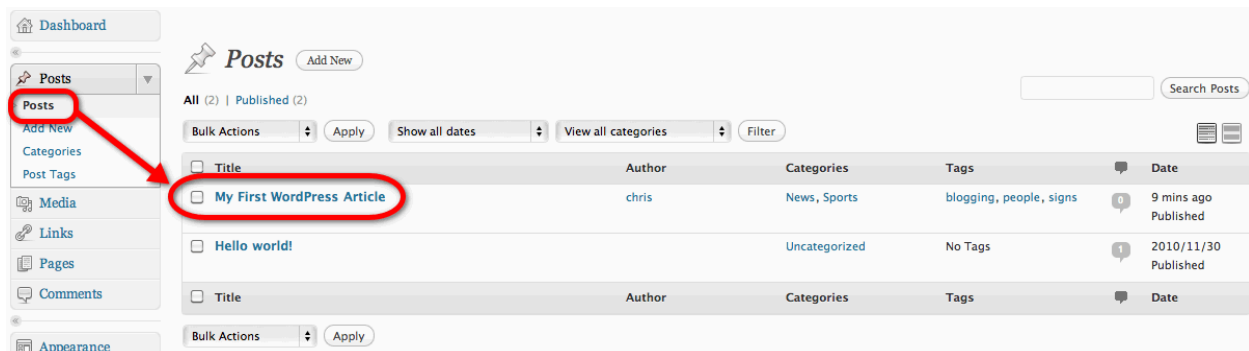 Dashboard
Posts
Posts
Add New
Categories
Post Tags
Media
Links
Pages
Comments
Appearance
Posts Add New
All (2) | Published (2)
Search Posts
Bulk Actions Apply Show all dates View all categories Filter
Title Author Categories Tags Date
My First WordPress Article chris News, Sports blogging, people, signs 0 9 mins ago
Published
Hello world! Uncategorized No Tags 1 2010/11/30
Published
Title Author Categories Tags Date
Bulk Actions Apply